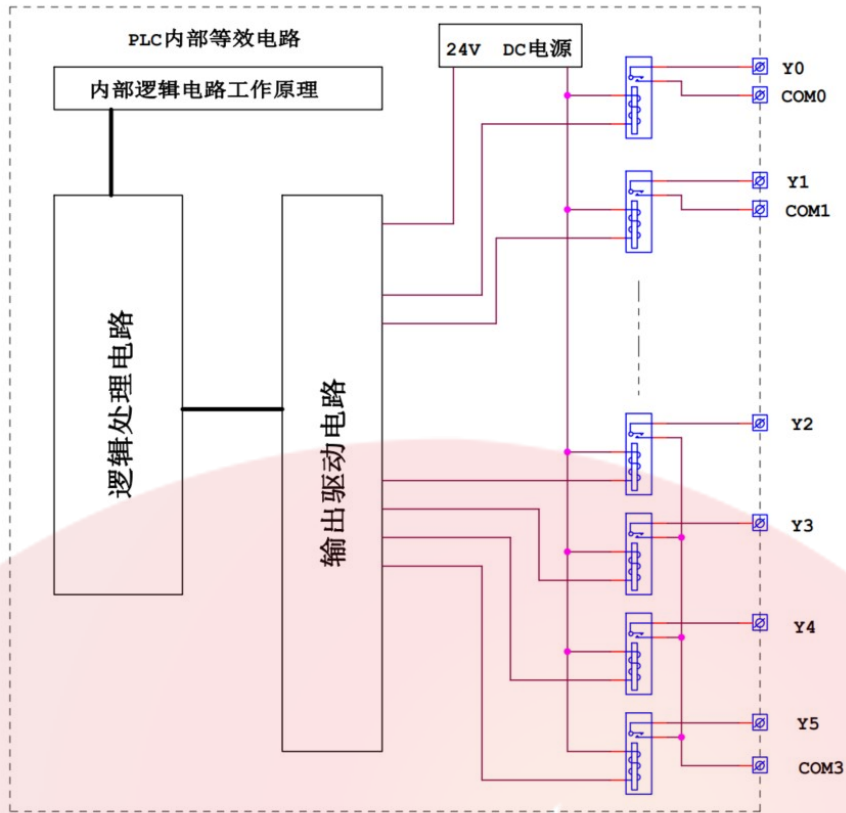 PLC内部等效电路
24V DC电源
内部逻辑电路工作原理
Y0
COM0
Y1
COM1
逻辑处理电路
输出驱动电路
Y2
Y3
Y4
Y5
COM3